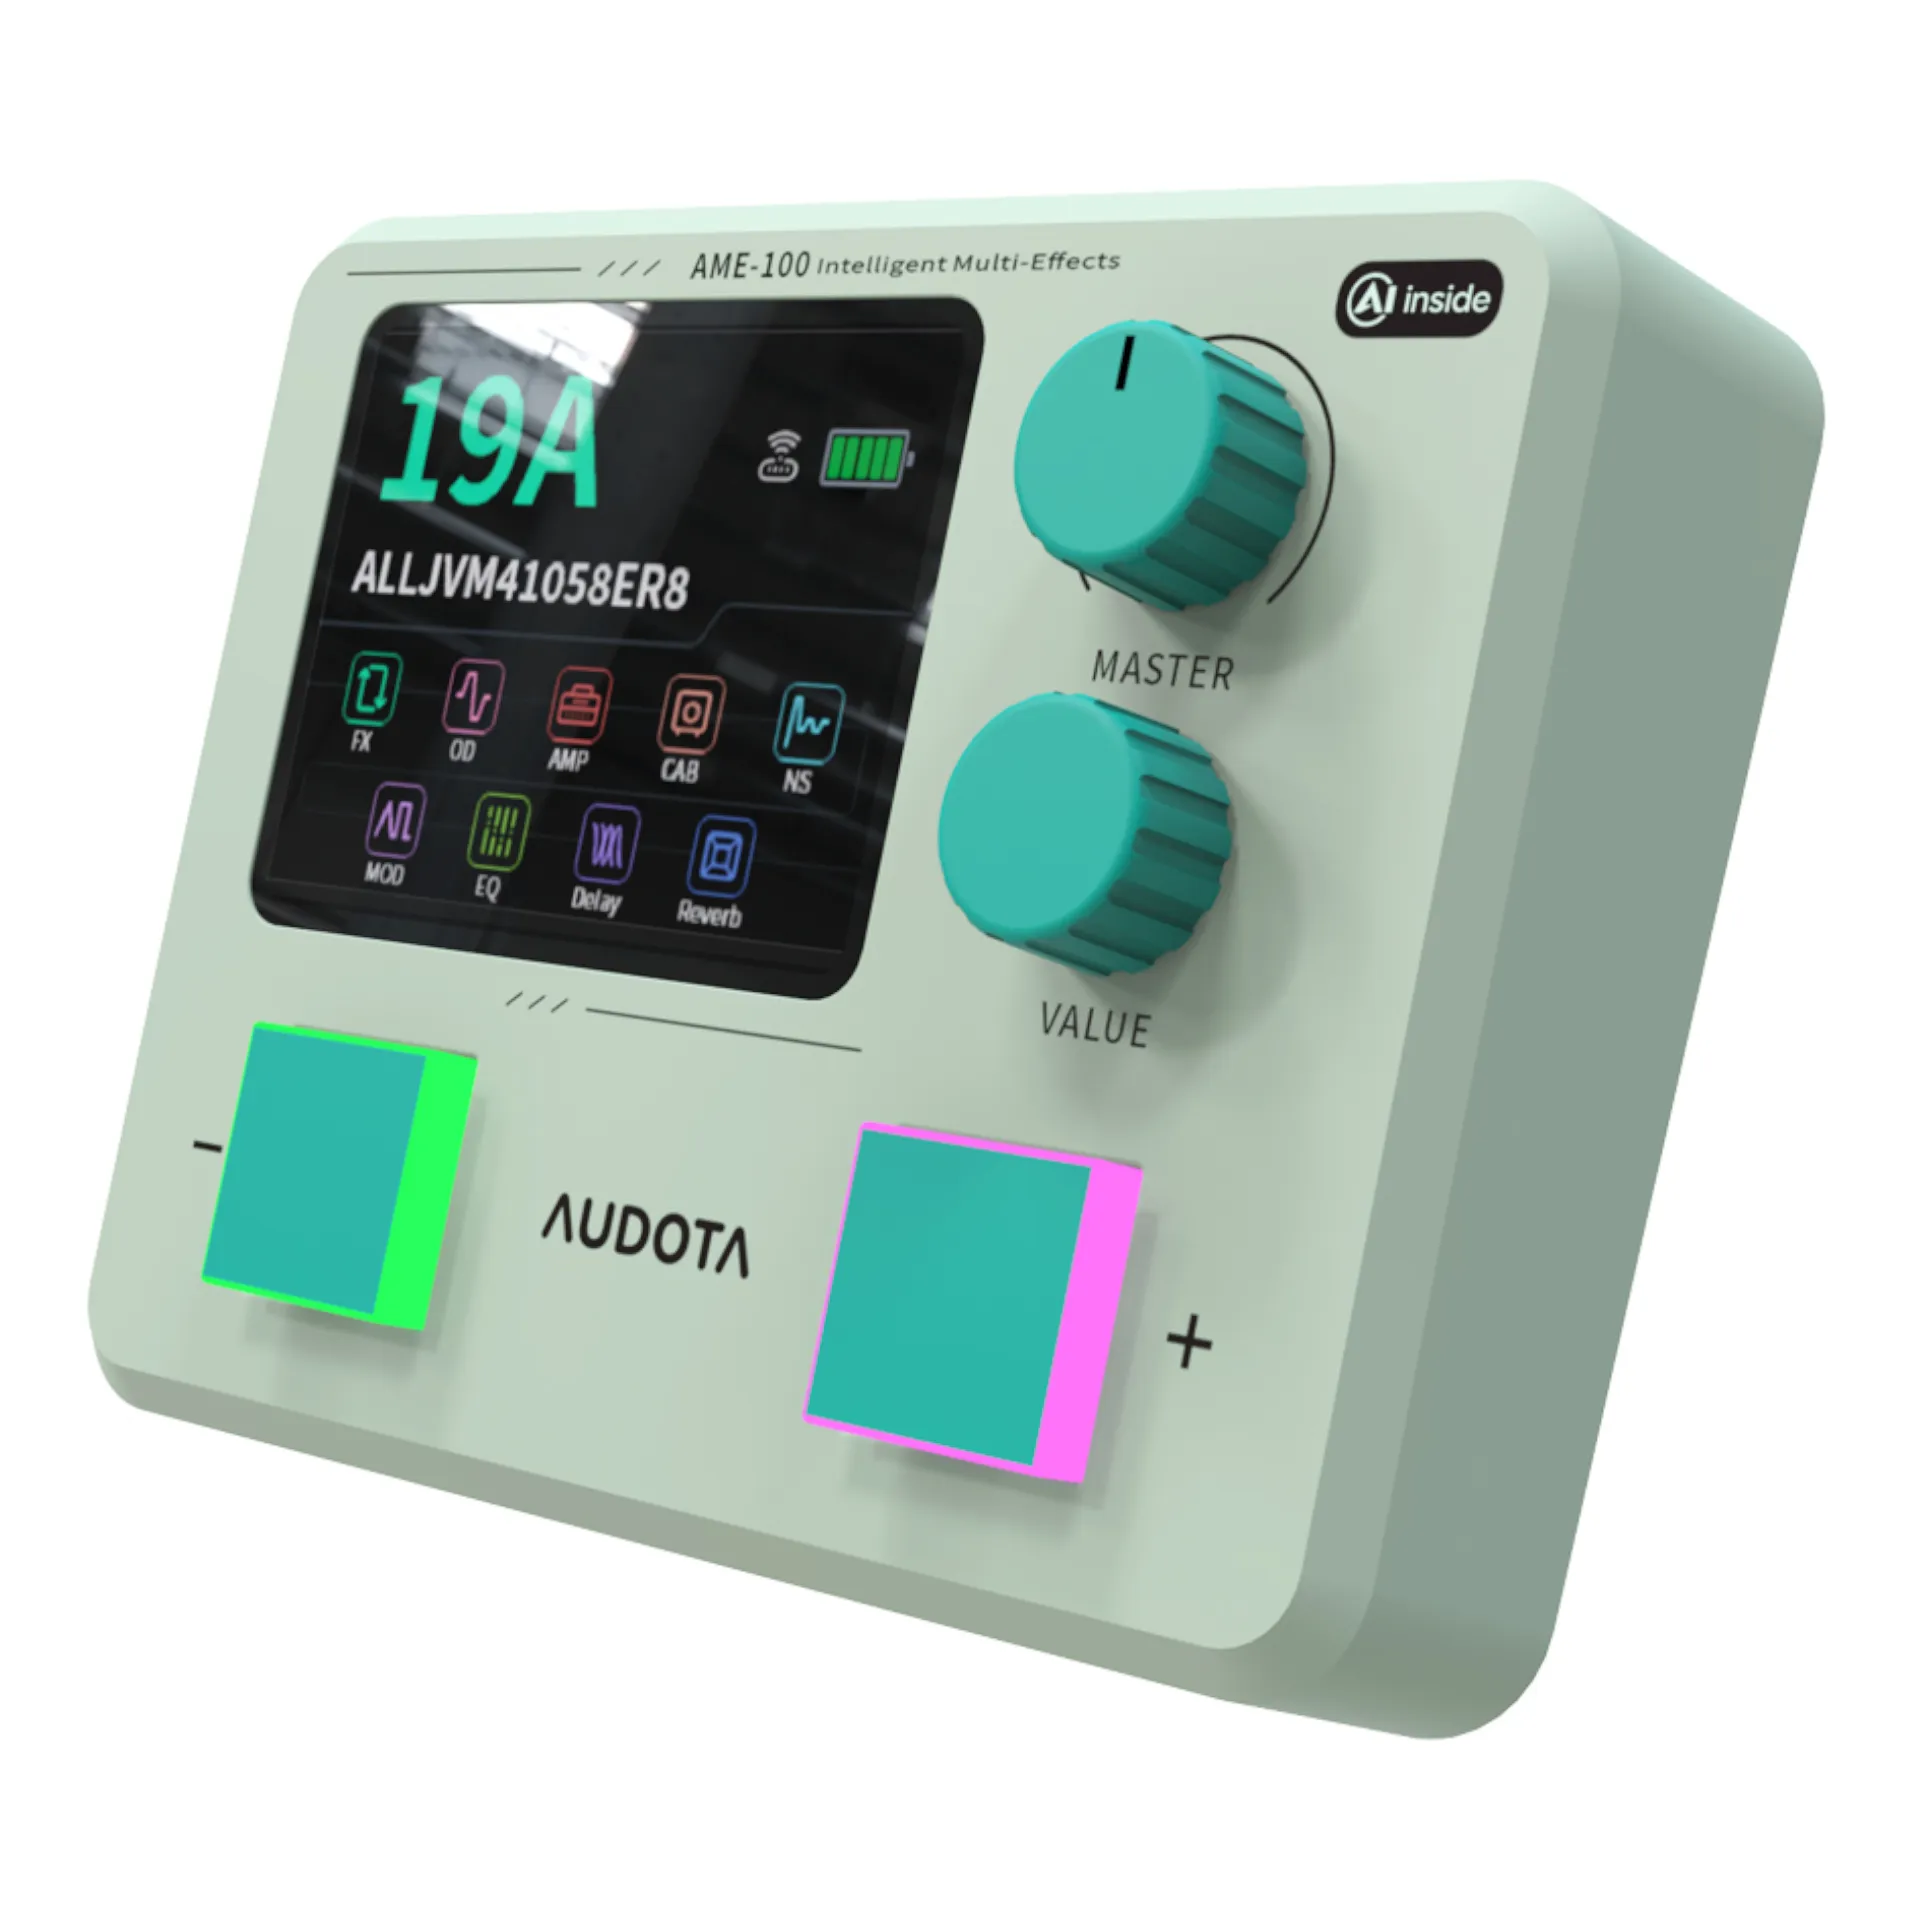 AME-100 Intelligent Multi-Effects
AI inside
19A
ALLJVM41058ER8
FX OD AMP CAB NS
MOD EQ Delay Reverb
MASTER
VALUE
-
AUDOTA
+